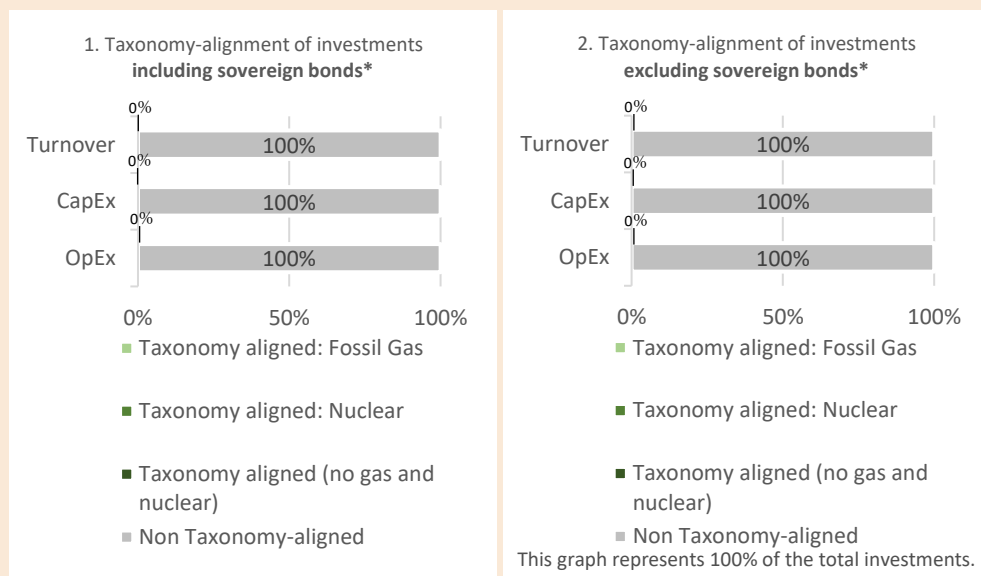 1. Taxonomy-alignment of investments
including sovereign bonds*
0%
Turnover
100%
0%
CapEx
100%
0%
OpEx
100%
0%
50%
100%
Taxonomy aligned: Fossil Gas
Taxonomy aligned: Nuclear
Taxonomy aligned (no gas and
nuclear)
Non Taxonomy-aligned
2. Taxonomy-alignment of investments
excluding sovereign bonds*
0%
Turnover
100%
0%
CapEx
100%
0%
OpEx
100%
0%
50%
100%
Taxonomy aligned: Fossil Gas
Taxonomy aligned: Nuclear
Taxonomy aligned (no gas and
nuclear)
Non Taxonomy-aligned
This graph represents 100% of the total investments.